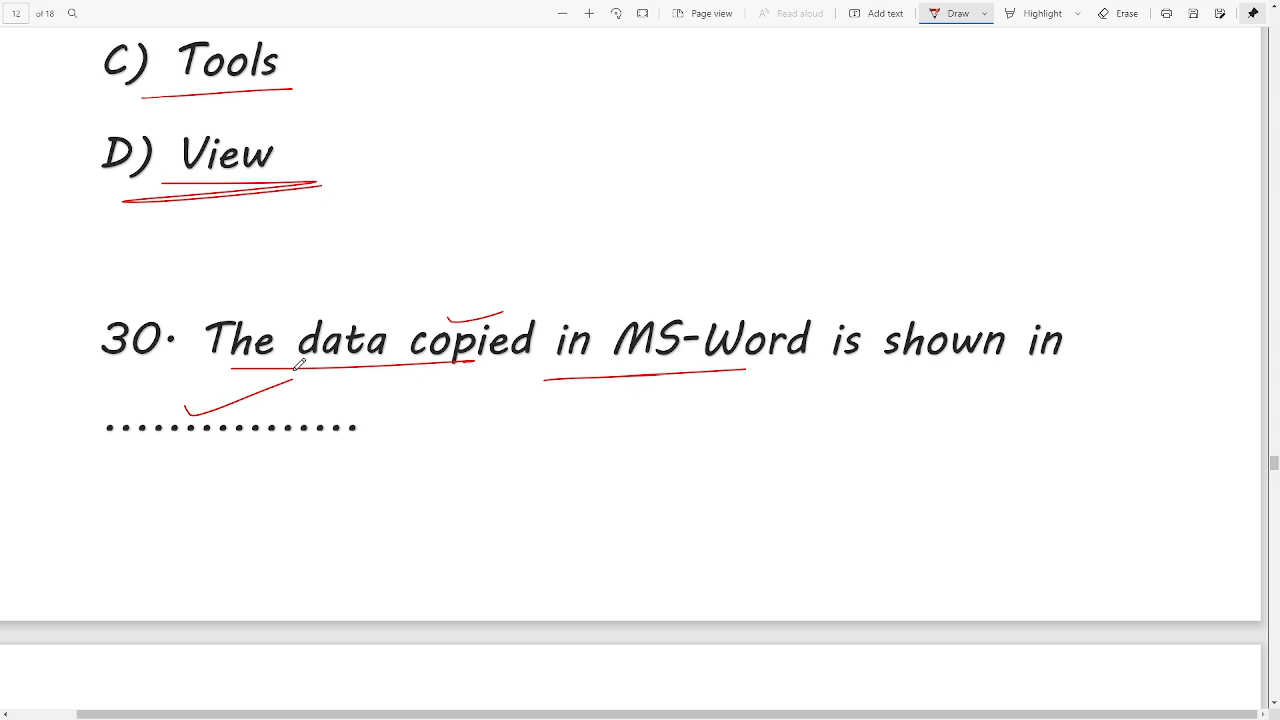 12 of 18 Page view Read aloud Add text Draw Highlight Erase
C) Tools
D) View
30. The data copied in MS-Word is shown in
................